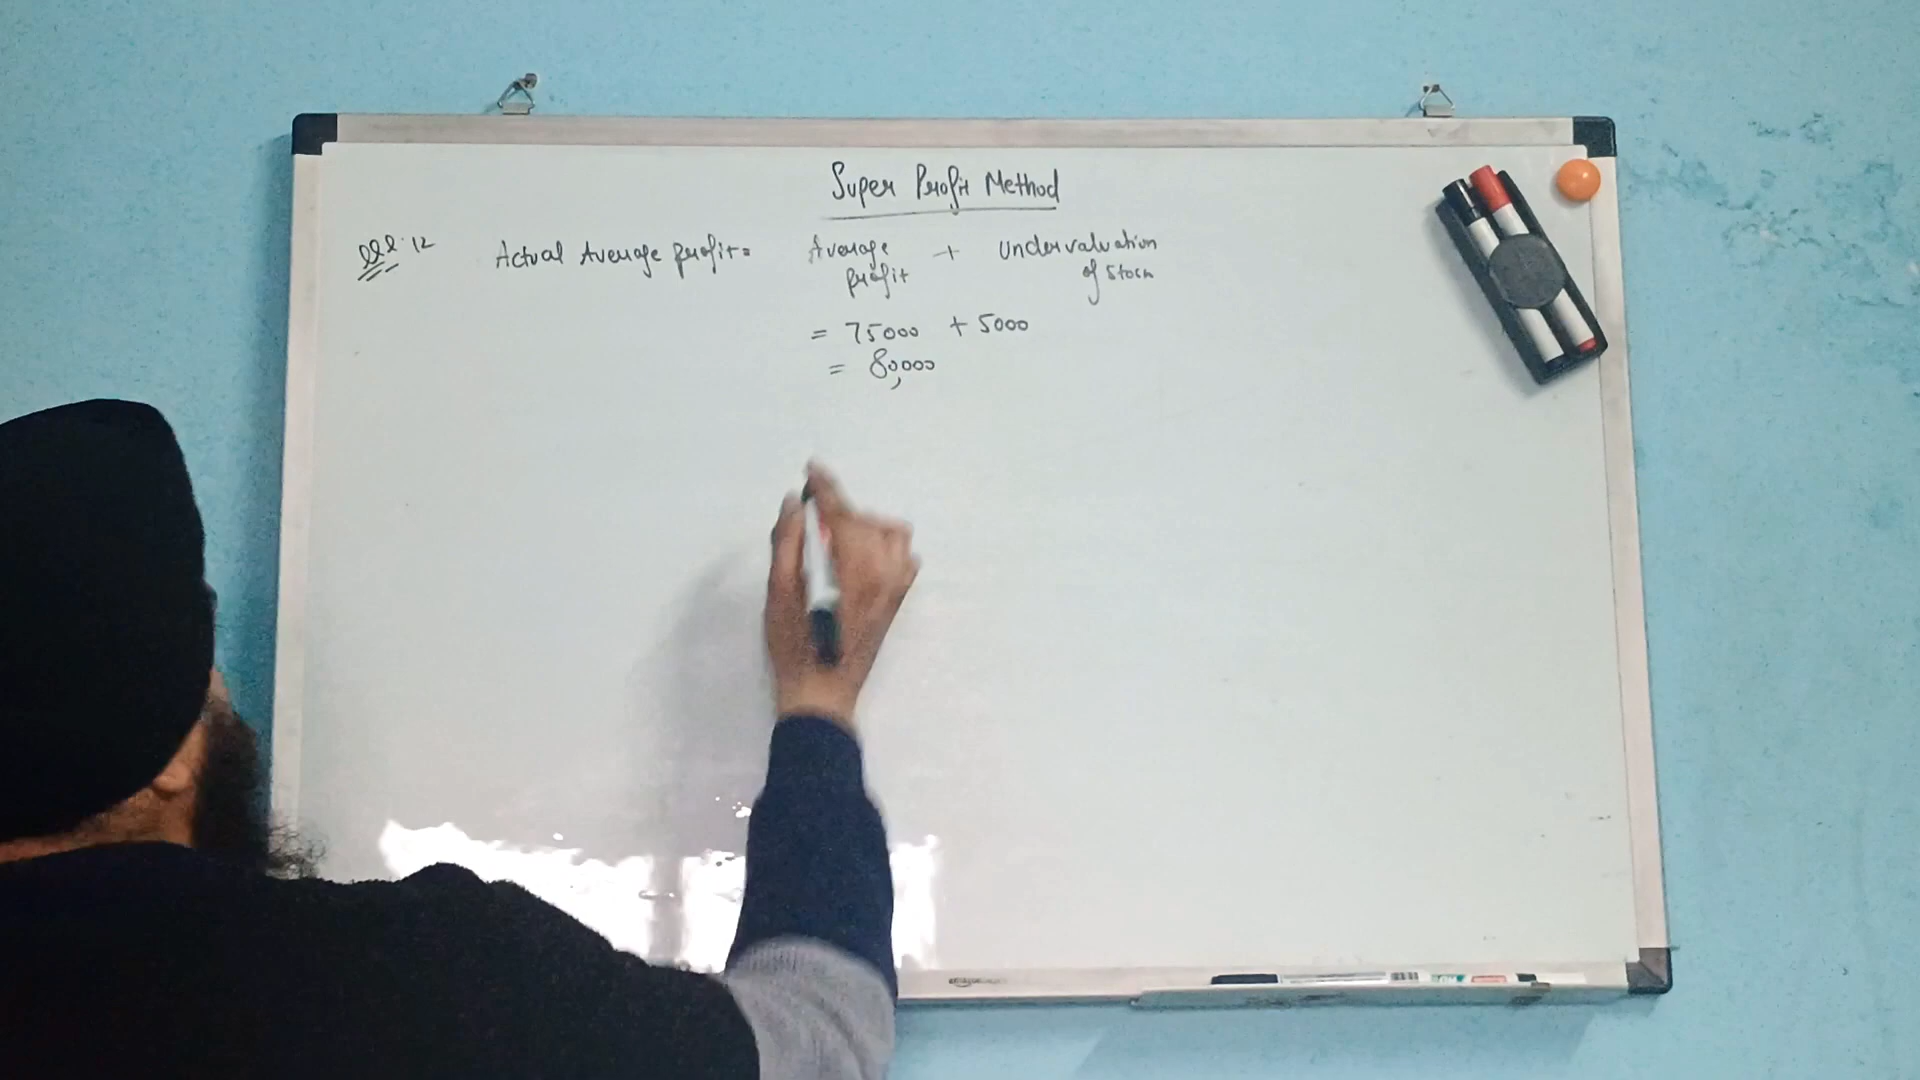 Super Profit Method
Ill. 12 Actual Average profit = Average profit + undervaluation of stock
= 75000 + 5000
= 80,000